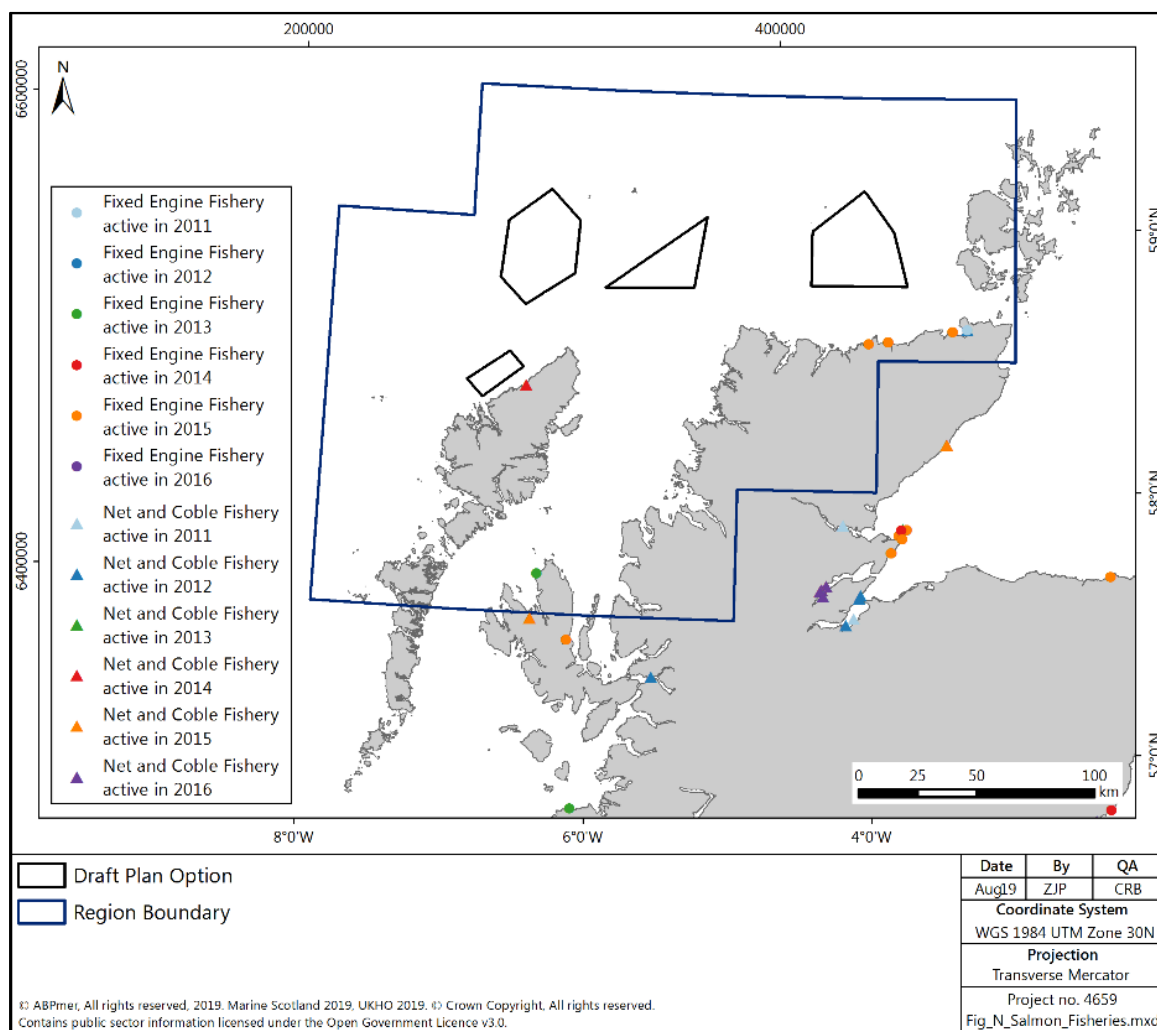 200000
400000
N
6600000
6400000
59°0'N
58°0'N
57°0'N
Fixed Engine Fishery
active in 2011
Fixed Engine Fishery
active in 2012
Fixed Engine Fishery
active in 2013
Fixed Engine Fishery
active in 2014
Fixed Engine Fishery
active in 2015
Fixed Engine Fishery
active in 2016
Net and Coble Fishery
active in 2011
Net and Coble Fishery
active in 2012
Net and Coble Fishery
active in 2013
Net and Coble Fishery
active in 2014
Net and Coble Fishery
active in 2015
Net and Coble Fishery
active in 2016
0 25 50 100
km
8°0'W
6°0'W
4°0'W
Draft Plan Option
Region Boundary
Date By QA
Aug19 ZJP CRB
Coordinate System
WGS 1984 UTM Zone 30N
Projection
Transverse Mercator
Project no. 4659
Fig_N_Salmon_Fisheries.mxd
© ABPmer, All rights reserved, 2019. Marine Scotland 2019, UKHO 2019. © Crown Copyright, All rights reserved.
Contains public sector information licensed under the Open Government Licence v3.0.